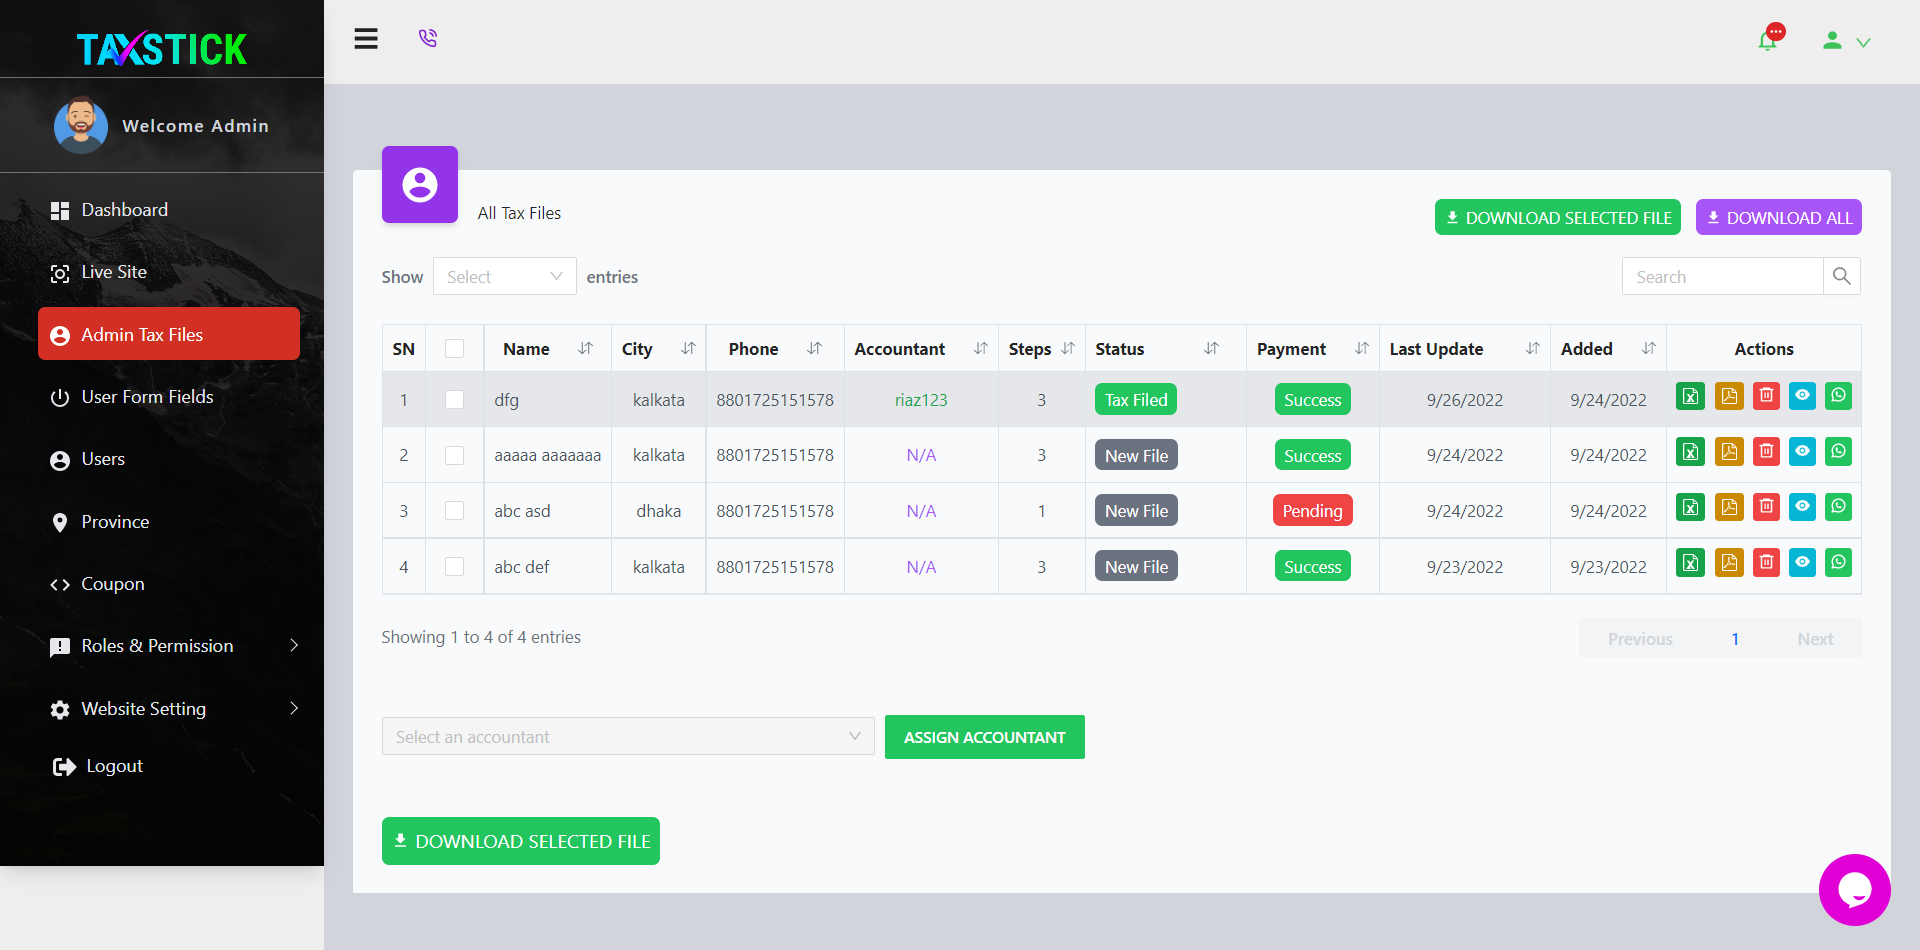 TAXSTICK
Welcome Admin
Dashboard
Live Site
Admin Tax Files
User Form Fields
Users
Province
Coupon
Roles & Permission
Website Setting
Logout
All Tax Files
DOWNLOAD SELECTED FILE DOWNLOAD ALL
Show Select entries Search
SN Name City Phone Accountant Steps Status Payment Last Update Added Actions
1 dfg kalkata 8801725151578 riaz123 3 Tax Filed Success 9/26/2022 9/24/2022
2 aaaaa aaaaaaa kalkata 8801725151578 N/A 3 New File Success 9/24/2022 9/24/2022
3 abc asd dhaka 8801725151578 N/A 1 New File Pending 9/24/2022 9/24/2022
4 abc def kalkata 8801725151578 N/A 3 New File Success 9/23/2022 9/23/2022
Showing 1 to 4 of 4 entries Previous 1 Next
Select an accountant ASSIGN ACCOUNTANT
DOWNLOAD SELECTED FILE